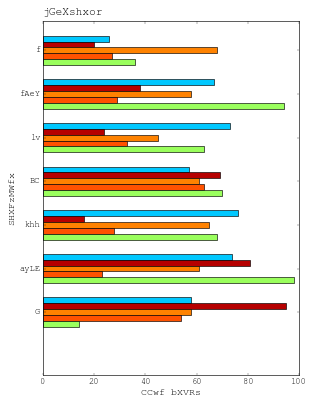 jGeXshxor
f
fAeY
lv
BC
khh
ayLE
G
SHXFzMWfx
0 20 40 60 80 100
CCwf bXVRs